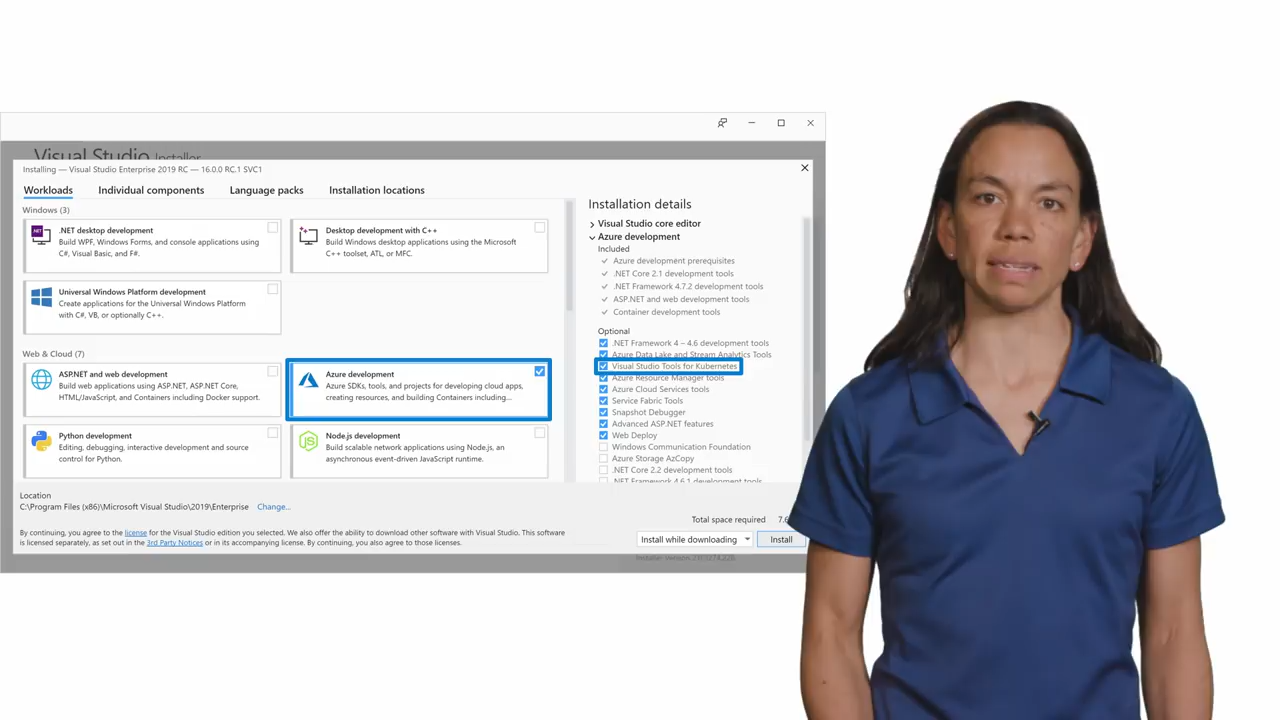 Visual Studio Installer
Installing — Visual Studio Enterprise 2019 RC — 16.0.0 RC.1 SVC1
Workloads
Individual components
Language packs
Installation locations
Windows (3)
.NET desktop development
Build WPF, Windows Forms, and console applications using
C#, Visual Basic, and F#.
Desktop development with C++
Build Windows desktop applications using the Microsoft
C++ toolset, ATL, or MFC.
Universal Windows Platform development
Create applications for the Universal Windows Platform
with C#, VB, or optionally C++.
Web & Cloud (7)
ASP.NET and web development
Build web applications using ASP.NET, ASP.NET Core,
HTML/JavaScript, and Containers including Docker support.
Azure development
Azure SDKs, tools, and projects for developing cloud apps,
creating resources, and building Containers including...
Python development
Editing, debugging, interactive development and source
control for Python.
Node.js development
Build scalable network applications using Node.js, an
asynchronous event-driven JavaScript runtime.
Location
C:\Program Files (x86)\Microsoft Visual Studio\2019\Enterprise
Change...
By continuing, you agree to the license for the Visual Studio edition you selected. We also offer the ability to download other software with Visual Studio. This software
is licensed separately, as set out in the 3rd Party Notices or in its accompanying license. By continuing, you also agree to those licenses.
Installation details
Visual Studio core editor
Azure development
Included
Azure development prerequisites
.NET Core 2.1 development tools
.NET Framework 4.7.2 development tools
ASP.NET and web development tools
Container development tools
Optional
.NET Framework 4 – 4.6 development tools
Azure Data Lake and Stream Analytics Tools
Visual Studio Tools for Kubernetes
Azure Resource Manager tools
Azure Cloud Services tools
Service Fabric Tools
Snapshot Debugger
Advanced ASP.NET features
Web Deploy
Windows Communication Foundation
Azure Storage AzCopy
.NET Core 2.2 development tools
.NET Framework 4.6.1 development tools
Total space required
Install while downloading
Install